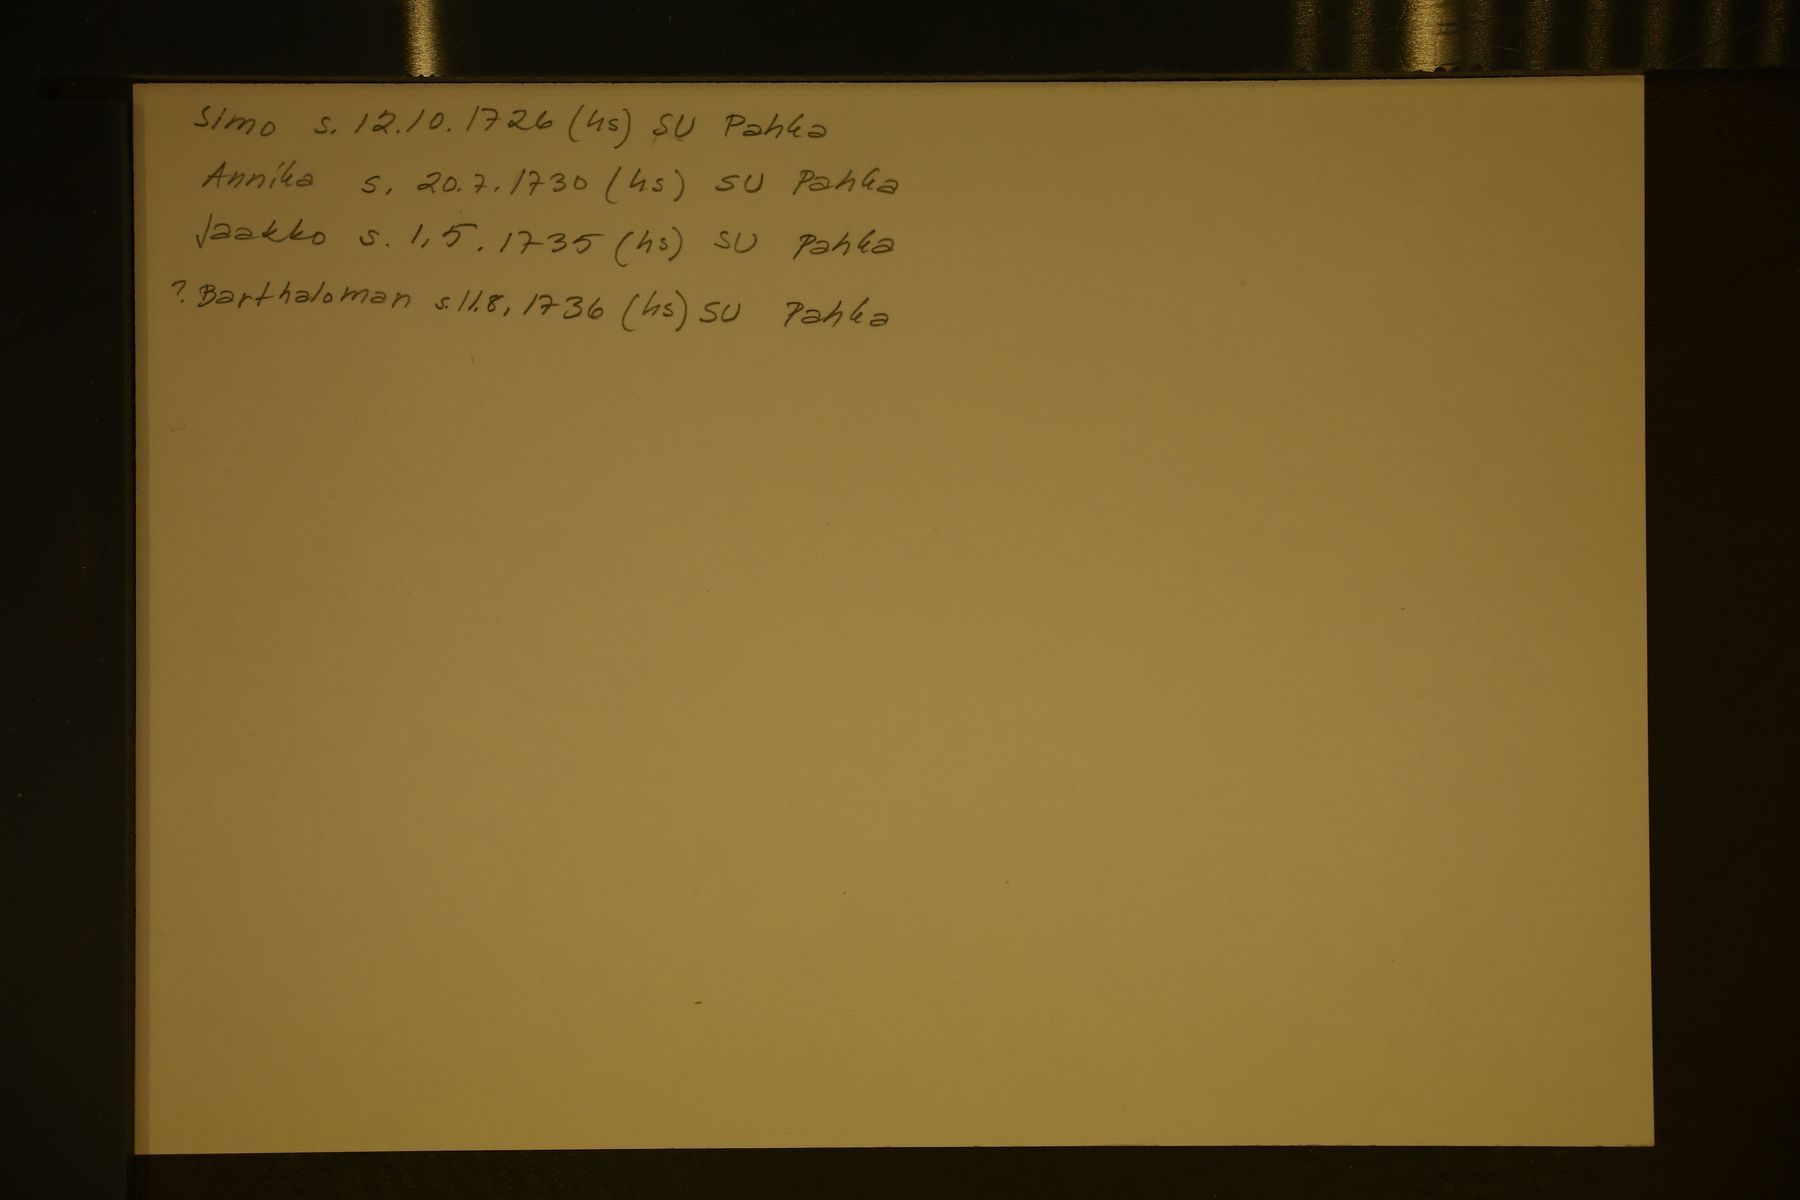 Simo s. 12.10.1726 (hs) SU Pahka
Annika s. 20.7.1730 (hs) SU Pahka
Jaakko s. 1,5.1735 (hs) SU Pahka
? Barthaloman s. 11.8, 1736 (hs) SU Pahka